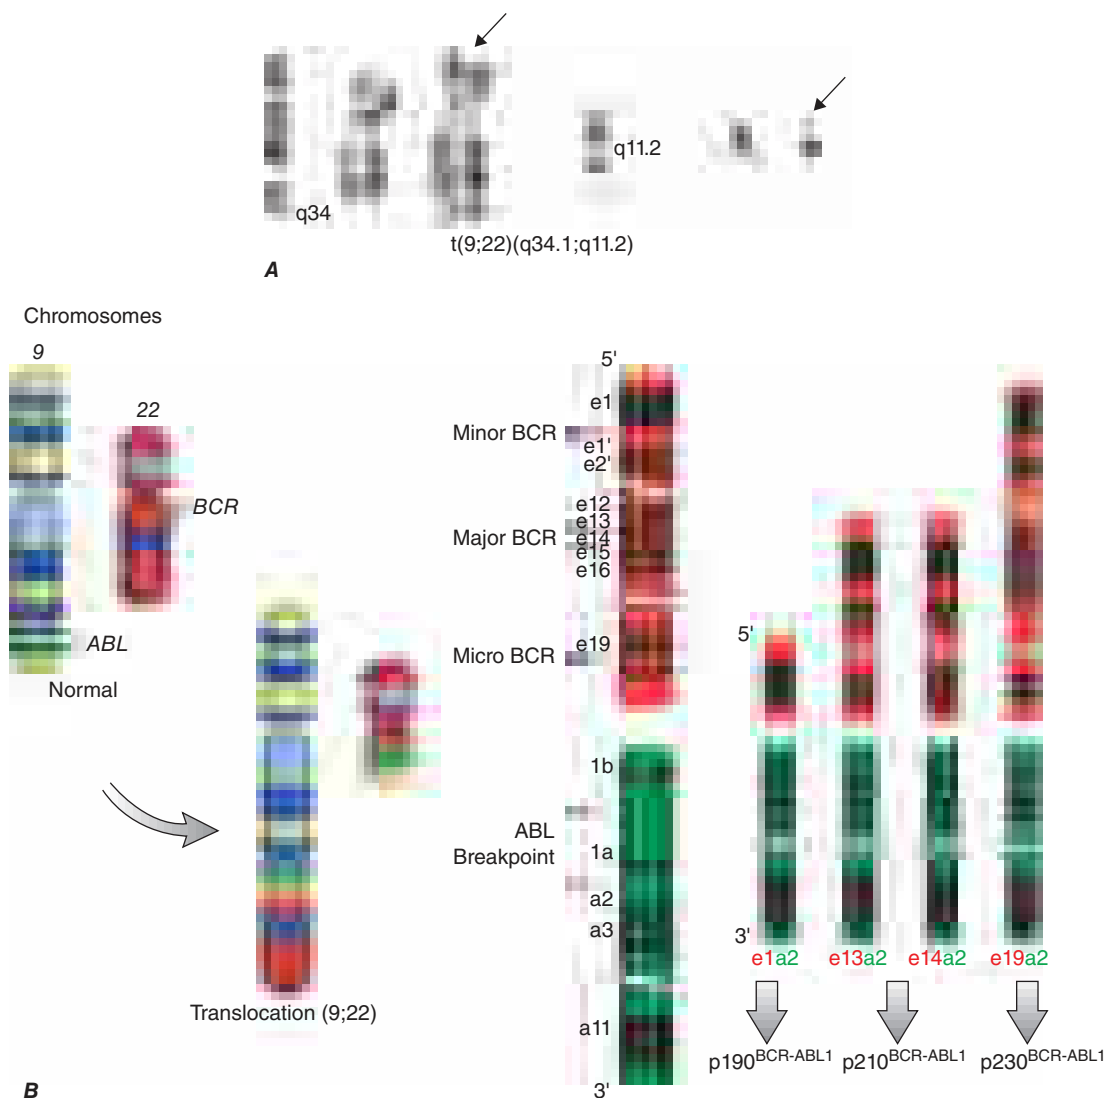 q34
q11.2
t(9;22)(q34.1;q11.2)
A
Chromosomes
9
22
BCR
ABL
Normal
Translocation (9;22)
5'
e1
Minor BCR
e1'
e2'
e12
e13
Major BCR
e14
e15
e16
e19
Micro BCR
1b
ABL
Breakpoint
1a
a2
a3
a11
3'
5'
3'
e1a2 e13a2 e14a2 e19a2
p190BCR-ABL1 p210BCR-ABL1 p230BCR-ABL1
B